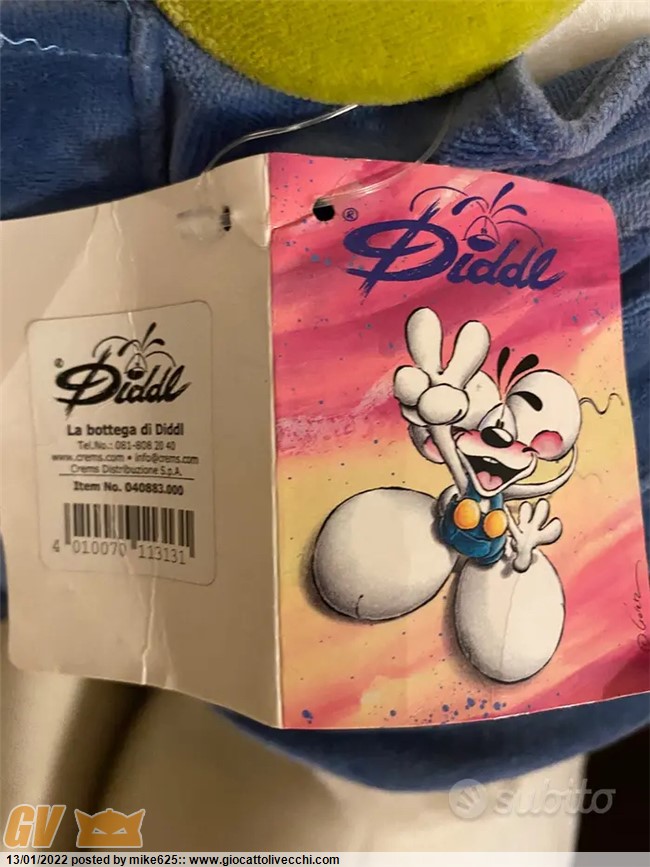 ® Diddl
® Diddl
La bottega di Diddl
Tel.No.: 081-808 20 40
www.crems.com • info@crems.com
Crems Distribuzione S.p.A.
Item No. 040883.000
4 010070 113131
subito
GV
13/01/2022 posted by mike625:: www.giocattolivecchi.com